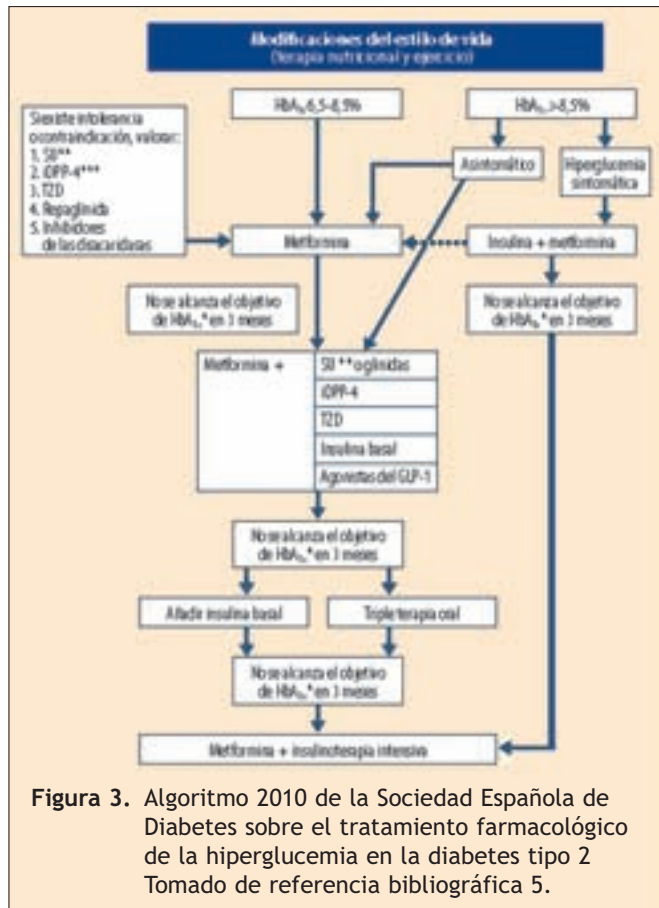 Modificaciones del estilo de vida
(terapia nutricional y ejercicio)
HbA1c 6,5-8,5%
HbA1c >8,5%
Si existe intolerancia
o contraindicación, valorar:
1. SU**
2. iDPP-4***
3. TZD
4. Repaglinida
5. Inhibidores
de las disacaridasas
Asintomático
Hiperglucemia
sintomática
Metformina
Insulina + metformina
No se alcanza el objetivo
de HbA1c* en 3 meses
No se alcanza el objetivo
de HbA1c* en 3 meses
Metformina +
SU** o glinidas
iDPP-4
TZD
Insulina basal
Agonistas del GLP-1
No se alcanza el objetivo
de HbA1c* en 3 meses
Añadir insulina basal
Triple terapia oral
No se alcanza el objetivo
de HbA1c* en 3 meses
Metformina + insulinoterapia intensiva
Figura 3. Algoritmo 2010 de la Sociedad Española de
Diabetes sobre el tratamiento farmacológico
de la hiperglucemia en la diabetes tipo 2
Tomado de referencia bibliográfica 5.